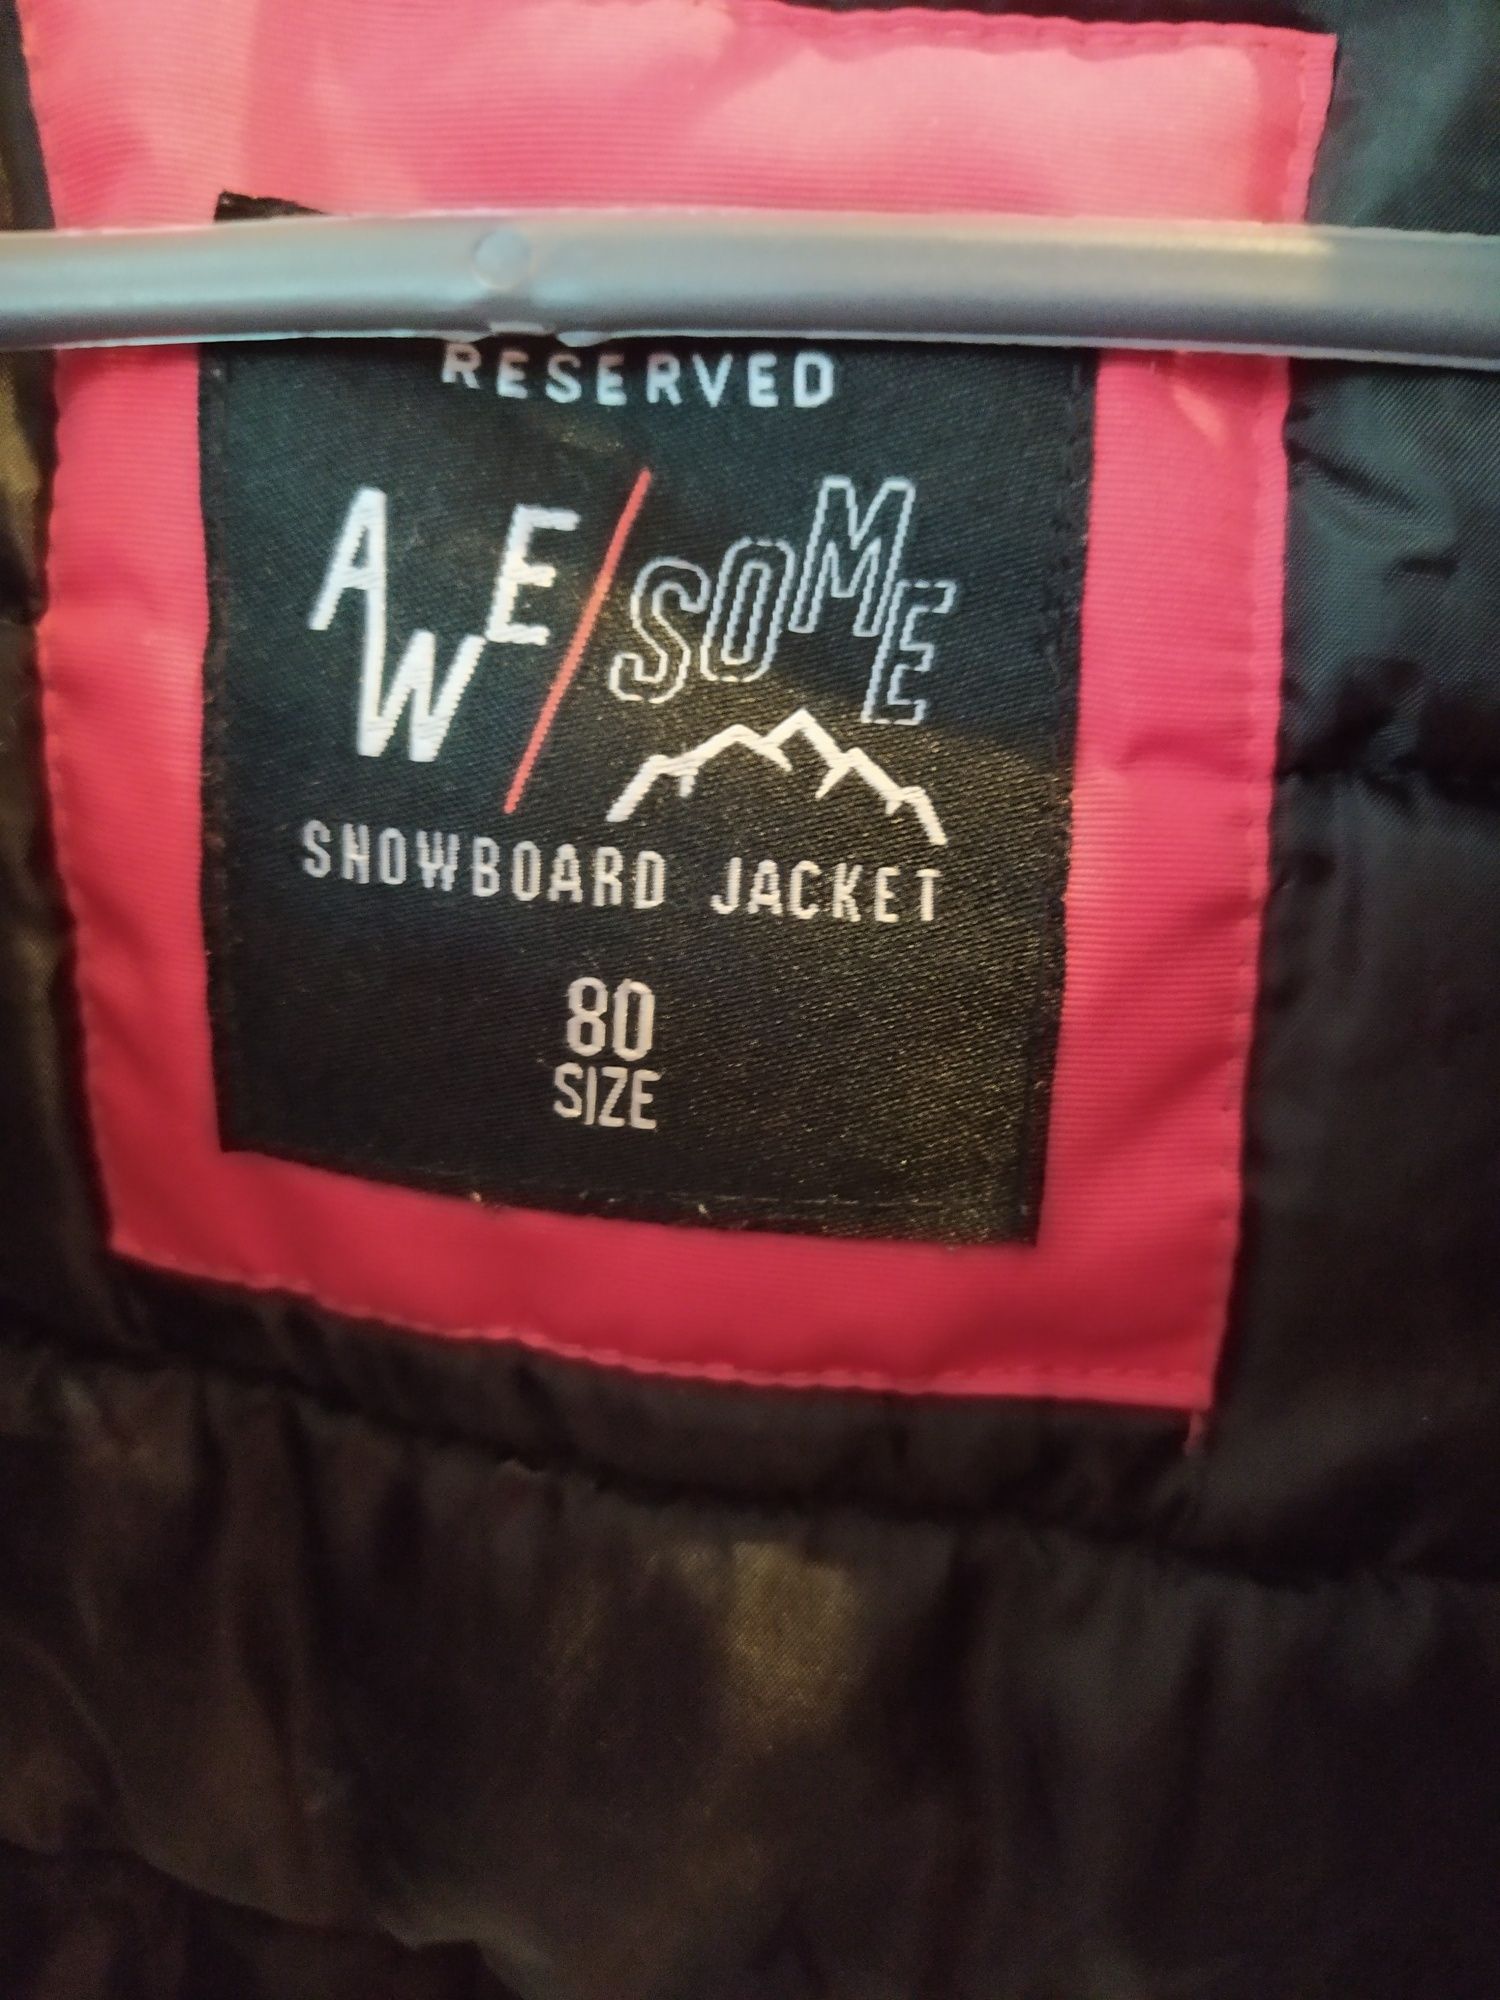 RESERVED
AWE/SOME
SNOWBOARD JACKET
80
SIZE